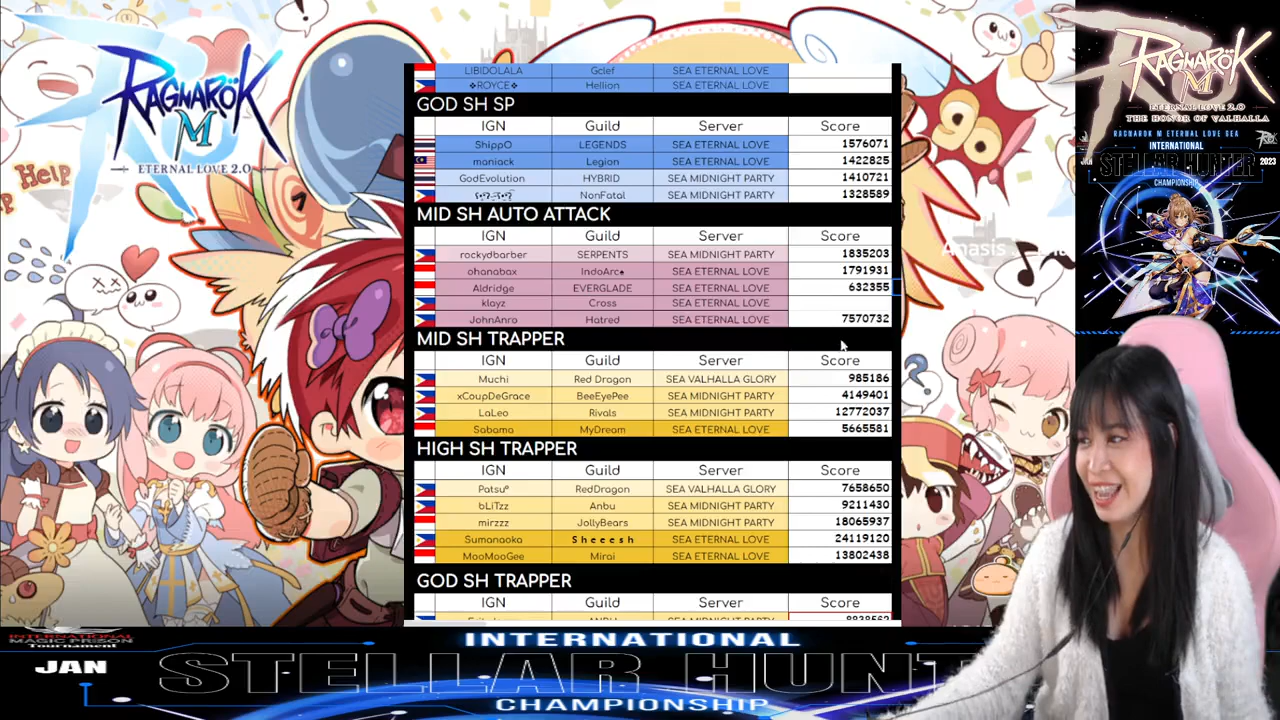 RAGNARÖK
M
ETERNAL LOVE 2.0
Help
LIBIDOLALA Gclef SEA ETERNAL LOVE
❖ROYCE❖ Hellion SEA ETERNAL LOVE
GOD SH SP
IGN Guild Server Score
ShippO LEGENDS SEA ETERNAL LOVE 1576071
maniack Legion SEA ETERNAL LOVE 1422825
GodEvolution HYBRID SEA MIDNIGHT PARTY 1410721
NonFatal SEA MIDNIGHT PARTY 1328589
MID SH AUTO ATTACK
IGN Guild Server Score
rockydbarber SERPENTS SEA MIDNIGHT PARTY 1835203
ohanabax IndoArc♠ SEA ETERNAL LOVE 1791931
Aldridge EVERGLADE SEA ETERNAL LOVE 632355
klayz Cross SEA ETERNAL LOVE
JohnAnro Hatred SEA ETERNAL LOVE 7570732
MID SH TRAPPER
IGN Guild Server Score
Muchi Red Dragon SEA VALHALLA GLORY 985186
xCoupDeGrace BeeEyePee SEA MIDNIGHT PARTY 4149401
LaLeo Rivals SEA MIDNIGHT PARTY 12772037
Sabama MyDream SEA ETERNAL LOVE 5665581
HIGH SH TRAPPER
IGN Guild Server Score
Patsu° RedDragon SEA VALHALLA GLORY 7658650
bLiTzz Anbu SEA MIDNIGHT PARTY 9211430
mirzzz JollyBears SEA MIDNIGHT PARTY 18065937
Sumanaoka Sheeesh SEA ETERNAL LOVE 24119120
MooMooGee Mirai SEA ETERNAL LOVE 13802438
GOD SH TRAPPER
IGN Guild Server Score
8838562
Anasis
RAGNARÖK
M
ETERNAL LOVE 2.0
THE HONOR OF VALHALLA
RAGNAROK M ETERNAL LOVE SEA
INTERNATIONAL
JAN STELLAR HUNTER 2023
CHAMPIONSHIP
INTERNATIONAL
MAGIC PRISON
Tournament
JAN
INTERNATIONAL
STELLAR HUNT
CHAMPIONSHIP